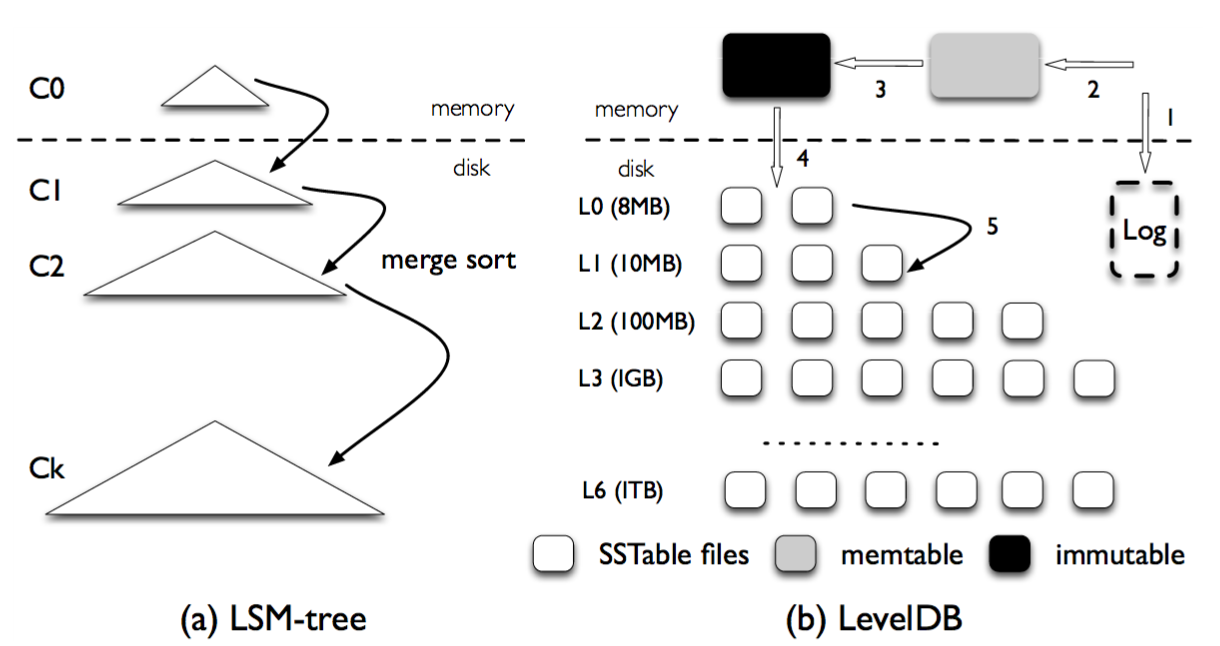 C0
memory
disk
C1
C2
merge sort
Ck
(a) LSM-tree
3
2
memory
1
disk
4
L0 (8MB)
5
Log
L1 (10MB)
L2 (100MB)
L3 (1GB)
L6 (1TB)
SSTable files
memtable
immutable
(b) LevelDB